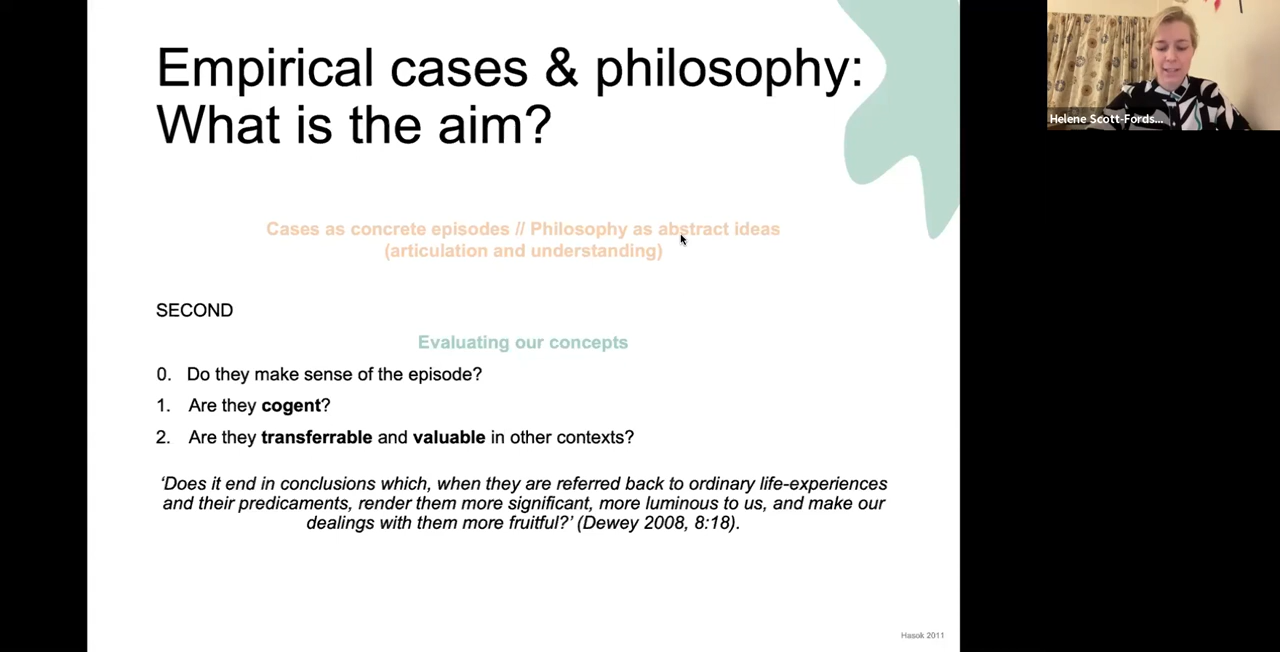 Empirical cases & philosophy:
What is the aim?
Helene Scott-Fords...
Cases as concrete episodes // Philosophy as abstract ideas
(articulation and understanding)
SECOND
Evaluating our concepts
0. Do they make sense of the episode?
1. Are they cogent?
2. Are they transferrable and valuable in other contexts?
‘Does it end in conclusions which, when they are referred back to ordinary life-experiences
and their predicaments, render them more significant, more luminous to us, and make our
dealings with them more fruitful?’ (Dewey 2008, 8:18).
Hasok 2011